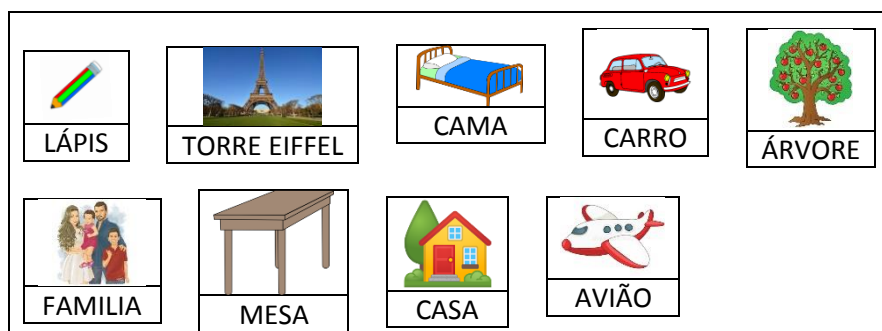 LÁPIS
TORRE EIFFEL
CAMA
CARRO
ÁRVORE
FAMILIA
MESA
CASA
AVIÃO